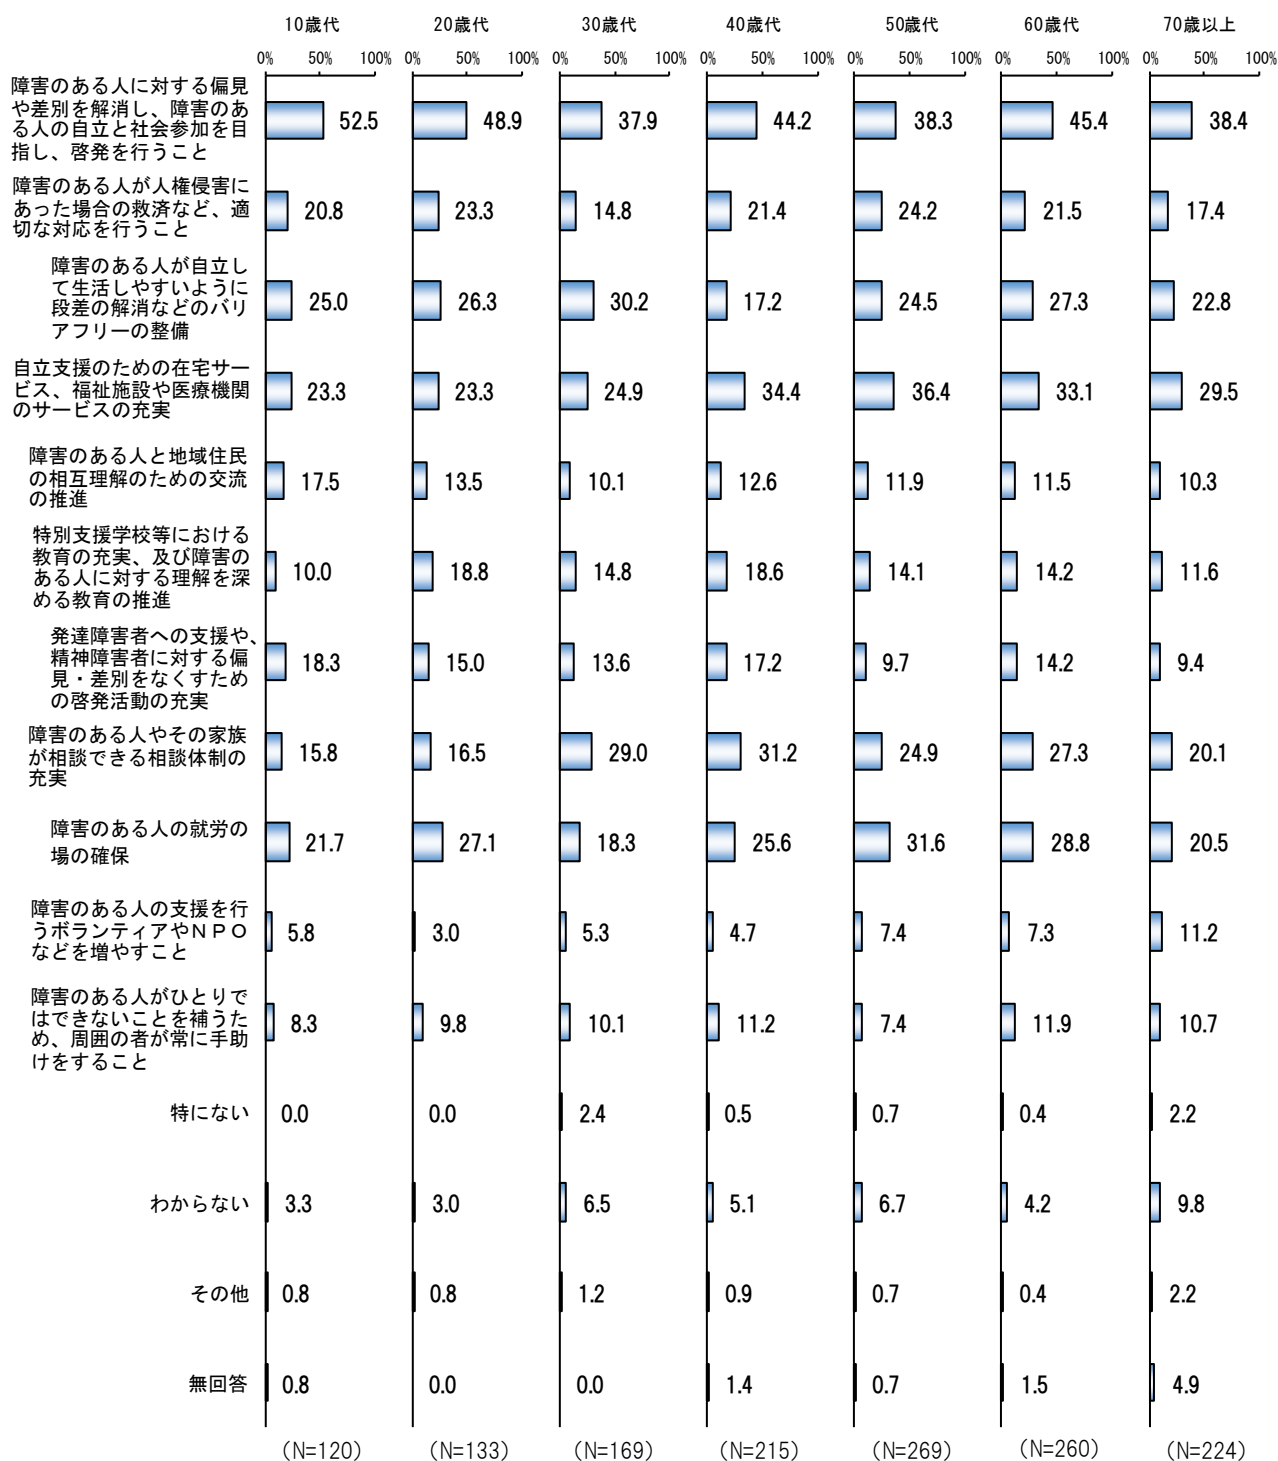 10歳代 20歳代 30歳代 40歳代 50歳代 60歳代 70歳以上
0% 50% 100% 0% 50% 100% 0% 50% 100% 0% 50% 100% 0% 50% 100% 0% 50% 100% 0% 50% 100%
障害のある人に対する偏見
や差別を解消し、障害のあ
る人の自立と社会参加を目
指し、啓発を行うこと
52.5 48.9 37.9 44.2 38.3 45.4 38.4
障害のある人が人権侵害に
あった場合の救済など、適
切な対応を行うこと
20.8 23.3 14.8 21.4 24.2 21.5 17.4
障害のある人が自立し
て生活しやすいように
段差の解消などのバリ
アフリーの整備
25.0 26.3 30.2 17.2 24.5 27.3 22.8
自立支援のための在宅サー
ビス、福祉施設や医療機関
のサービスの充実
23.3 23.3 24.9 34.4 36.4 33.1 29.5
障害のある人と地域住民
の相互理解のための交流
の推進
17.5 13.5 10.1 12.6 11.9 11.5 10.3
特別支援学校等における
教育の充実、及び障害の
ある人に対する理解を深
める教育の推進
10.0 18.8 14.8 18.6 14.1 14.2 11.6
発達障害者への支援や、
精神障害者に対する偏
見・差別をなくすため
の啓発活動の充実
18.3 15.0 13.6 17.2 9.7 14.2 9.4
障害のある人やその家族
が相談できる相談体制の
充実
15.8 16.5 29.0 31.2 24.9 27.3 20.1
障害のある人の就労の
場の確保
21.7 27.1 18.3 25.6 31.6 28.8 20.5
障害のある人の支援を行
うボランティアやＮＰＯ
などを増やすこと
5.8 3.0 5.3 4.7 7.4 7.3 11.2
障害のある人がひとりで
はできないことを補うた
め、周囲の者が常に手助
けをすること
8.3 9.8 10.1 11.2 7.4 11.9 10.7
特にない 0.0 0.0 2.4 0.5 0.7 0.4 2.2
わからない 3.3 3.0 6.5 5.1 6.7 4.2 9.8
その他 0.8 0.8 1.2 0.9 0.7 0.4 2.2
無回答 0.8 0.0 0.0 1.4 0.7 1.5 4.9
（N=120） （N=133） （N=169） （N=215） （N=269） （N=260） （N=224）